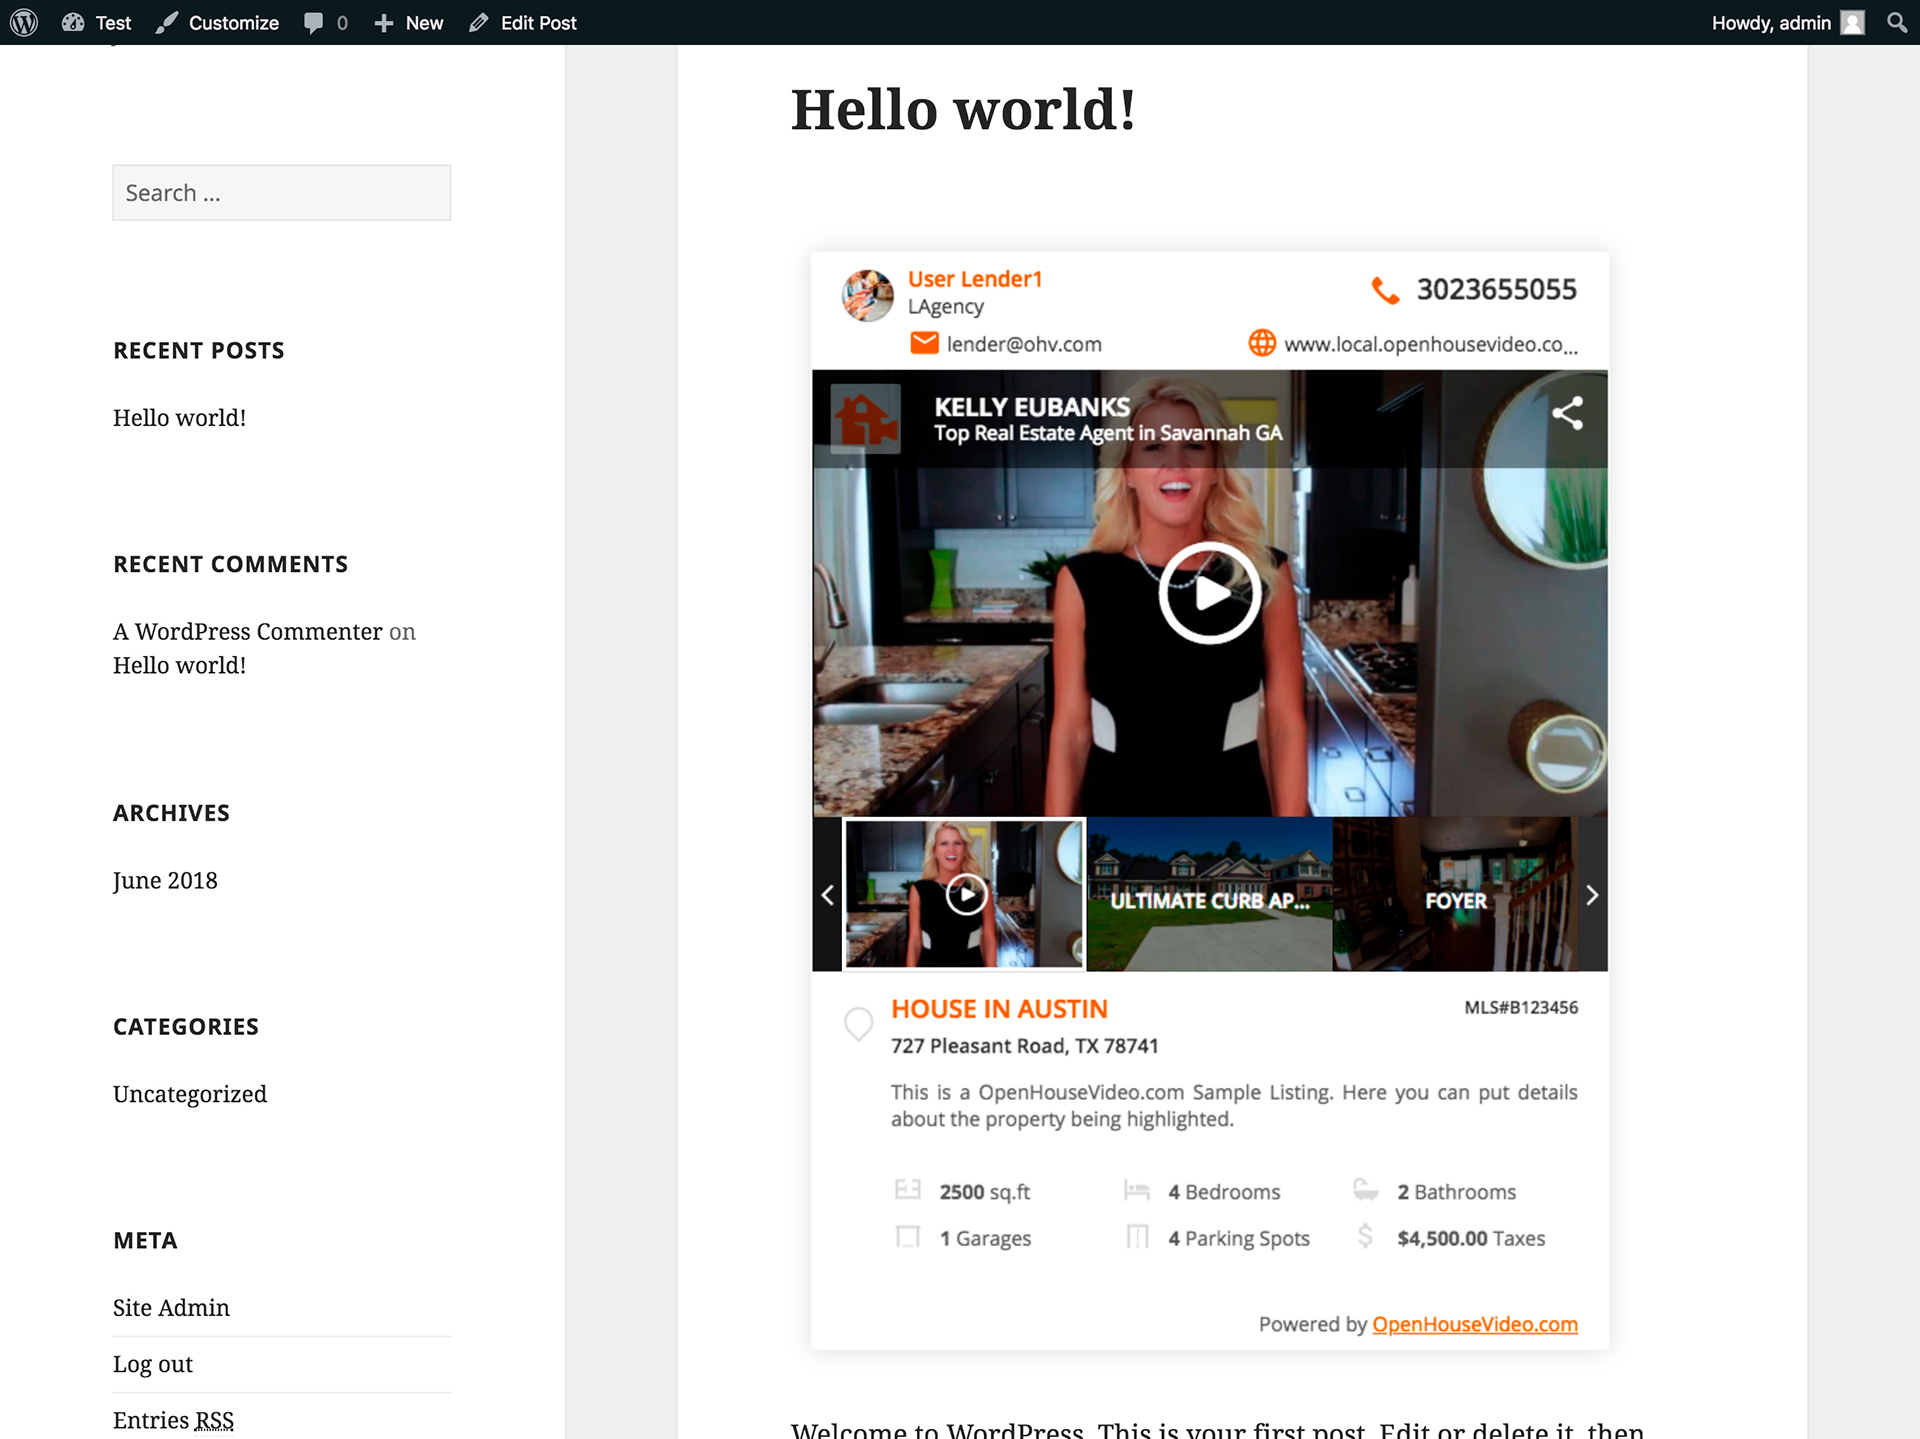 Test Customize 0 New Edit Post Howdy, admin
Search ...
RECENT POSTS
Hello world!
RECENT COMMENTS
A WordPress Commenter on
Hello world!
ARCHIVES
June 2018
CATEGORIES
Uncategorized
META
Site Admin
Log out
Entries RSS
Hello world!
User Lender1
LAgency
3023655055
lender@ohv.com
www.local.openhousevideo.co...
KELLY EUBANKS
Top Real Estate Agent in Savannah GA
ULTIMATE CURB AP...
FOYER
HOUSE IN AUSTIN
MLS#B123456
727 Pleasant Road, TX 78741
This is a OpenHouseVideo.com Sample Listing. Here you can put details
about the property being highlighted.
2500 sq.ft
4 Bedrooms
2 Bathrooms
1 Garages
4 Parking Spots
$4,500.00 Taxes
Powered by OpenHouseVideo.com
Welcome to WordPress. This is your first post. Edit or delete it, then